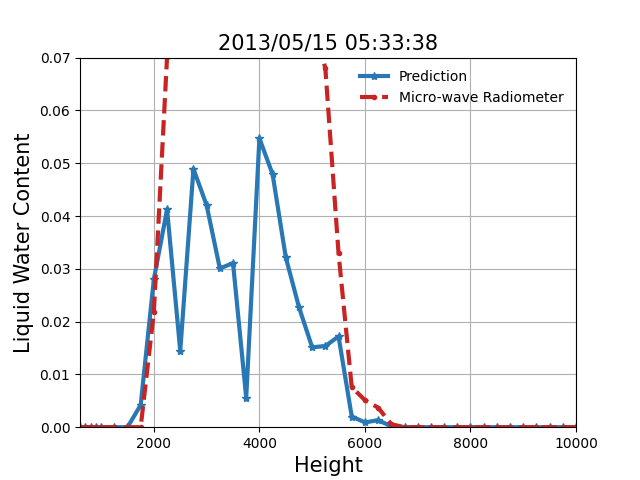 2013/05/15 05:33:38
Prediction
Micro-wave Radiometer
Liquid Water Content
0.07
0.06
0.05
0.04
0.03
0.02
0.01
0.00
2000 4000 6000 8000 10000
Height